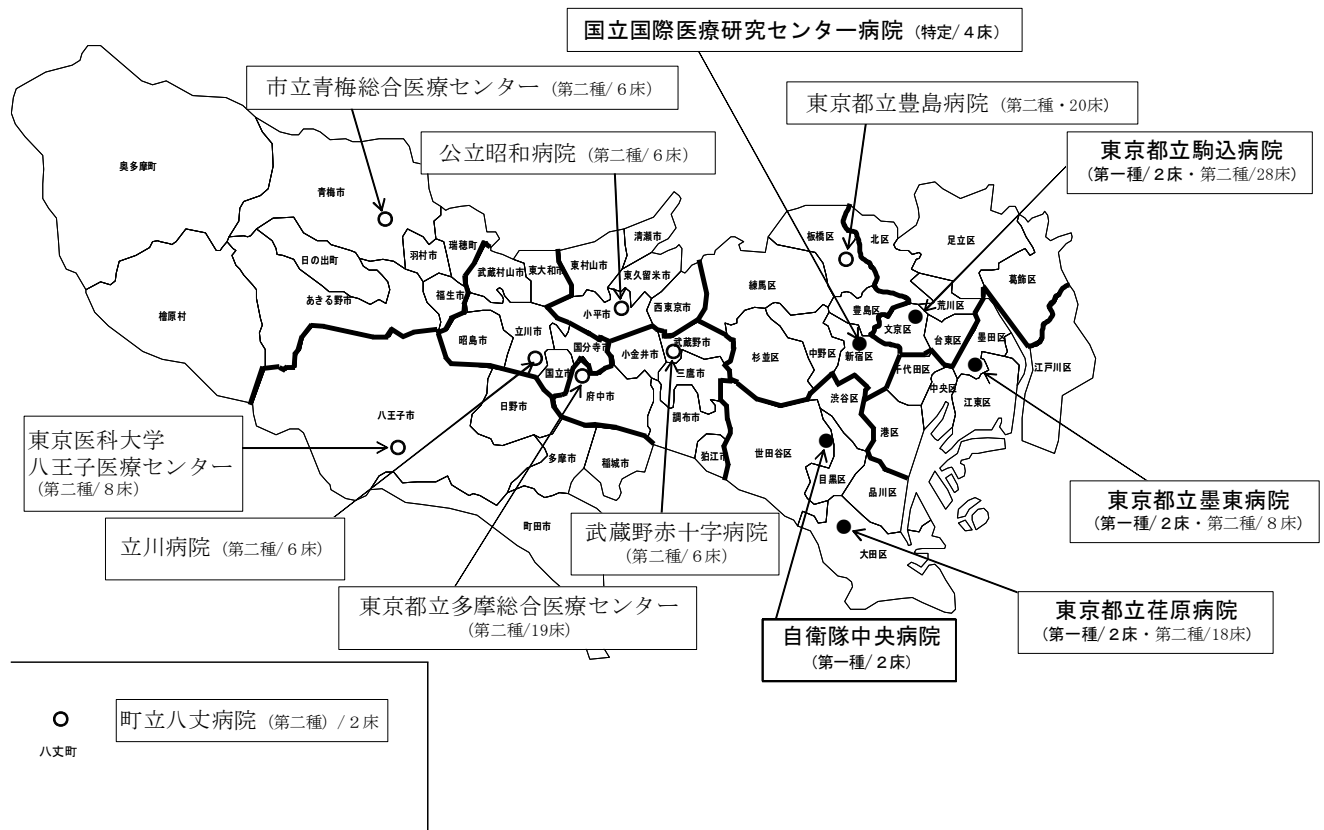 国立国際医療研究センター病院 (特定/4床)
市立青梅総合医療センター (第二種/6床)
東京都立豊島病院 (第二種・20床)
公立昭和病院 (第二種/6床)
東京都立駒込病院
(第一種/2床・第二種/28床)
奥多摩町
青梅市
瑞穂町
羽村市
日の出町
あきる野市
福生市
檜原村
武蔵村山市
東大和市
東村山市
清瀬市
東久留米市
小平市
西東京市
昭島市
立川市
国分寺市
国立市
小金井市
武蔵野市
三鷹市
府中市
日野市
調布市
狛江市
八王子市
多摩市
稲城市
町田市
板橋区
北区
足立区
葛飾区
練馬区
豊島区
荒川区
文京区
台東区
墨田区
杉並区
中野区
新宿区
千代田区
中央区
江東区
江戸川区
渋谷区
港区
世田谷区
目黒区
品川区
大田区
東京医科大学
八王子医療センター
(第二種/8床)
立川病院 (第二種/6床)
武蔵野赤十字病院
(第二種/6床)
東京都立墨東病院
(第一種/2床・第二種/8床)
東京都立多摩総合医療センター
(第二種/19床)
自衛隊中央病院
(第一種/2床)
東京都立荏原病院
(第一種/2床・第二種/18床)
町立八丈病院 (第二種) /2床
八丈町